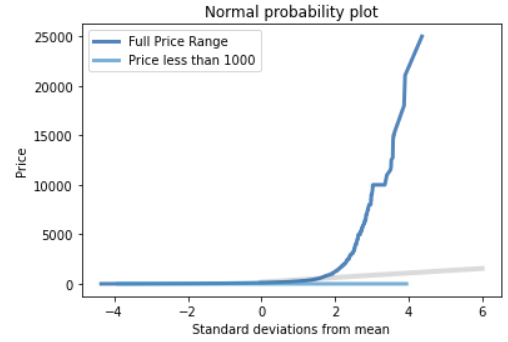 Normal probability plot
Full Price Range
Price less than 1000
25000
20000
15000
10000
5000
0
Price
−4 −2 0 2 4 6
Standard deviations from mean